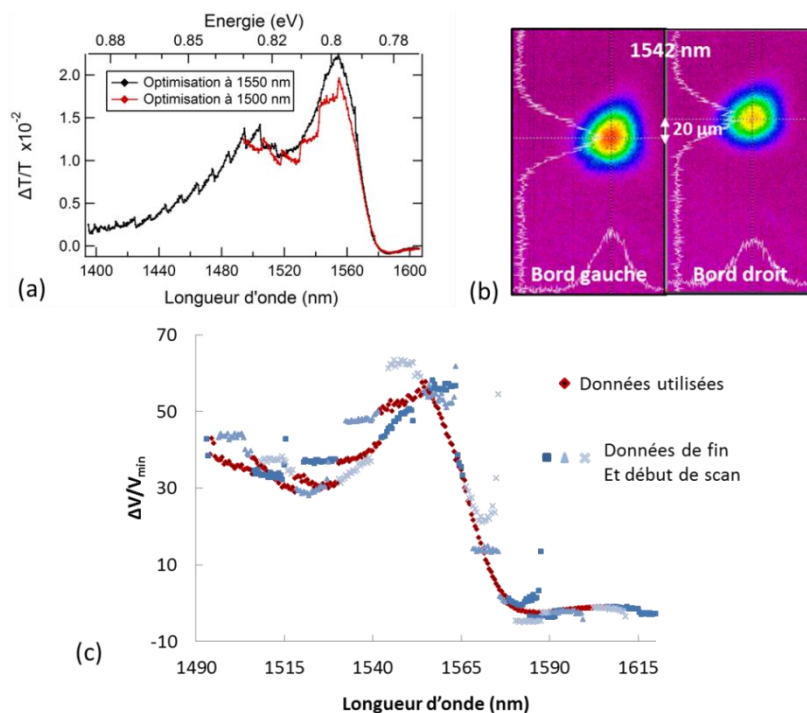 (a)
Energie (eV)
0.88 0.85 0.82 0.8 0.78
2.0
1.5
1.0
0.5
0.0
ΔT/T x10-2
Optimisation à 1550 nm
Optimisation à 1500 nm
1400 1440 1480 1520 1560 1600
Longueur d'onde (nm)
(b)
1542 nm
20 µm
Bord gauche
Bord droit
(c)
70
50
30
10
-10
ΔV/Vmin
Données utilisées
Données de fin
Et début de scan
1490 1515 1540 1565 1590 1615
Longueur d'onde (nm)